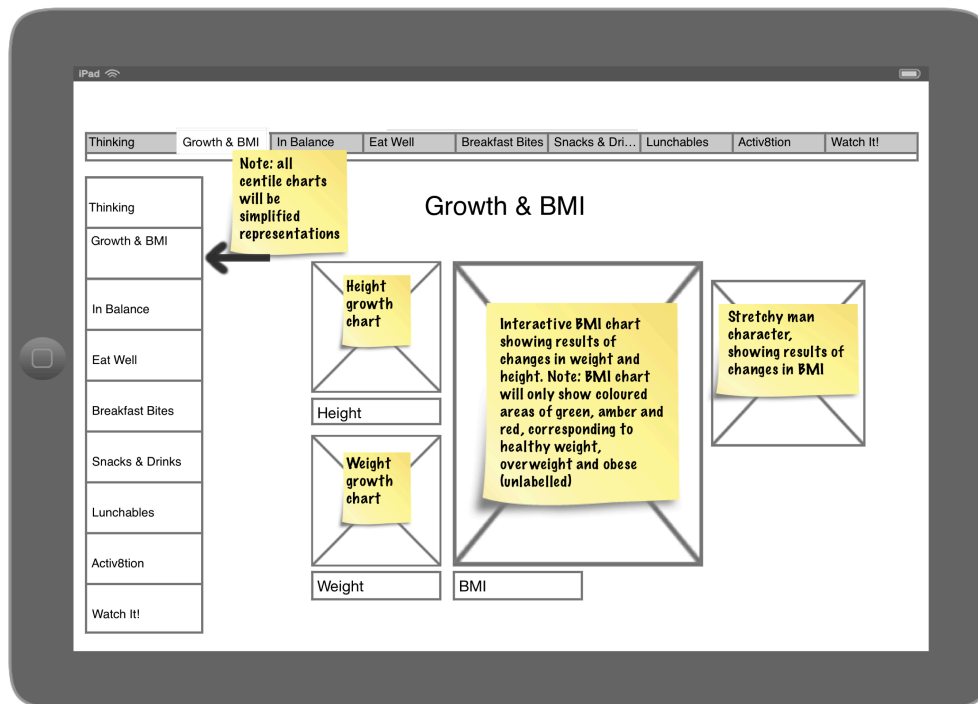 iPad
Thinking
Growth & BMI
In Balance
Eat Well
Breakfast Bites
Snacks & Dri...
Lunchables
Activ8tion
Watch It!
Note: all
centile charts
will be
simplified
representations
Thinking
Growth & BMI
In Balance
Eat Well
Breakfast Bites
Snacks & Drinks
Lunchables
Activ8tion
Watch It!
Growth & BMI
Height
growth
chart
Height
Weight
growth
chart
Weight
Interactive BMI chart
showing results of
changes in weight and
height. Note: BMI chart
will only show coloured
areas of green, amber and
red, corresponding to
healthy weight,
overweight and obese
(unlabelled)
BMI
Stretchy man
character,
showing results of
changes in BMI